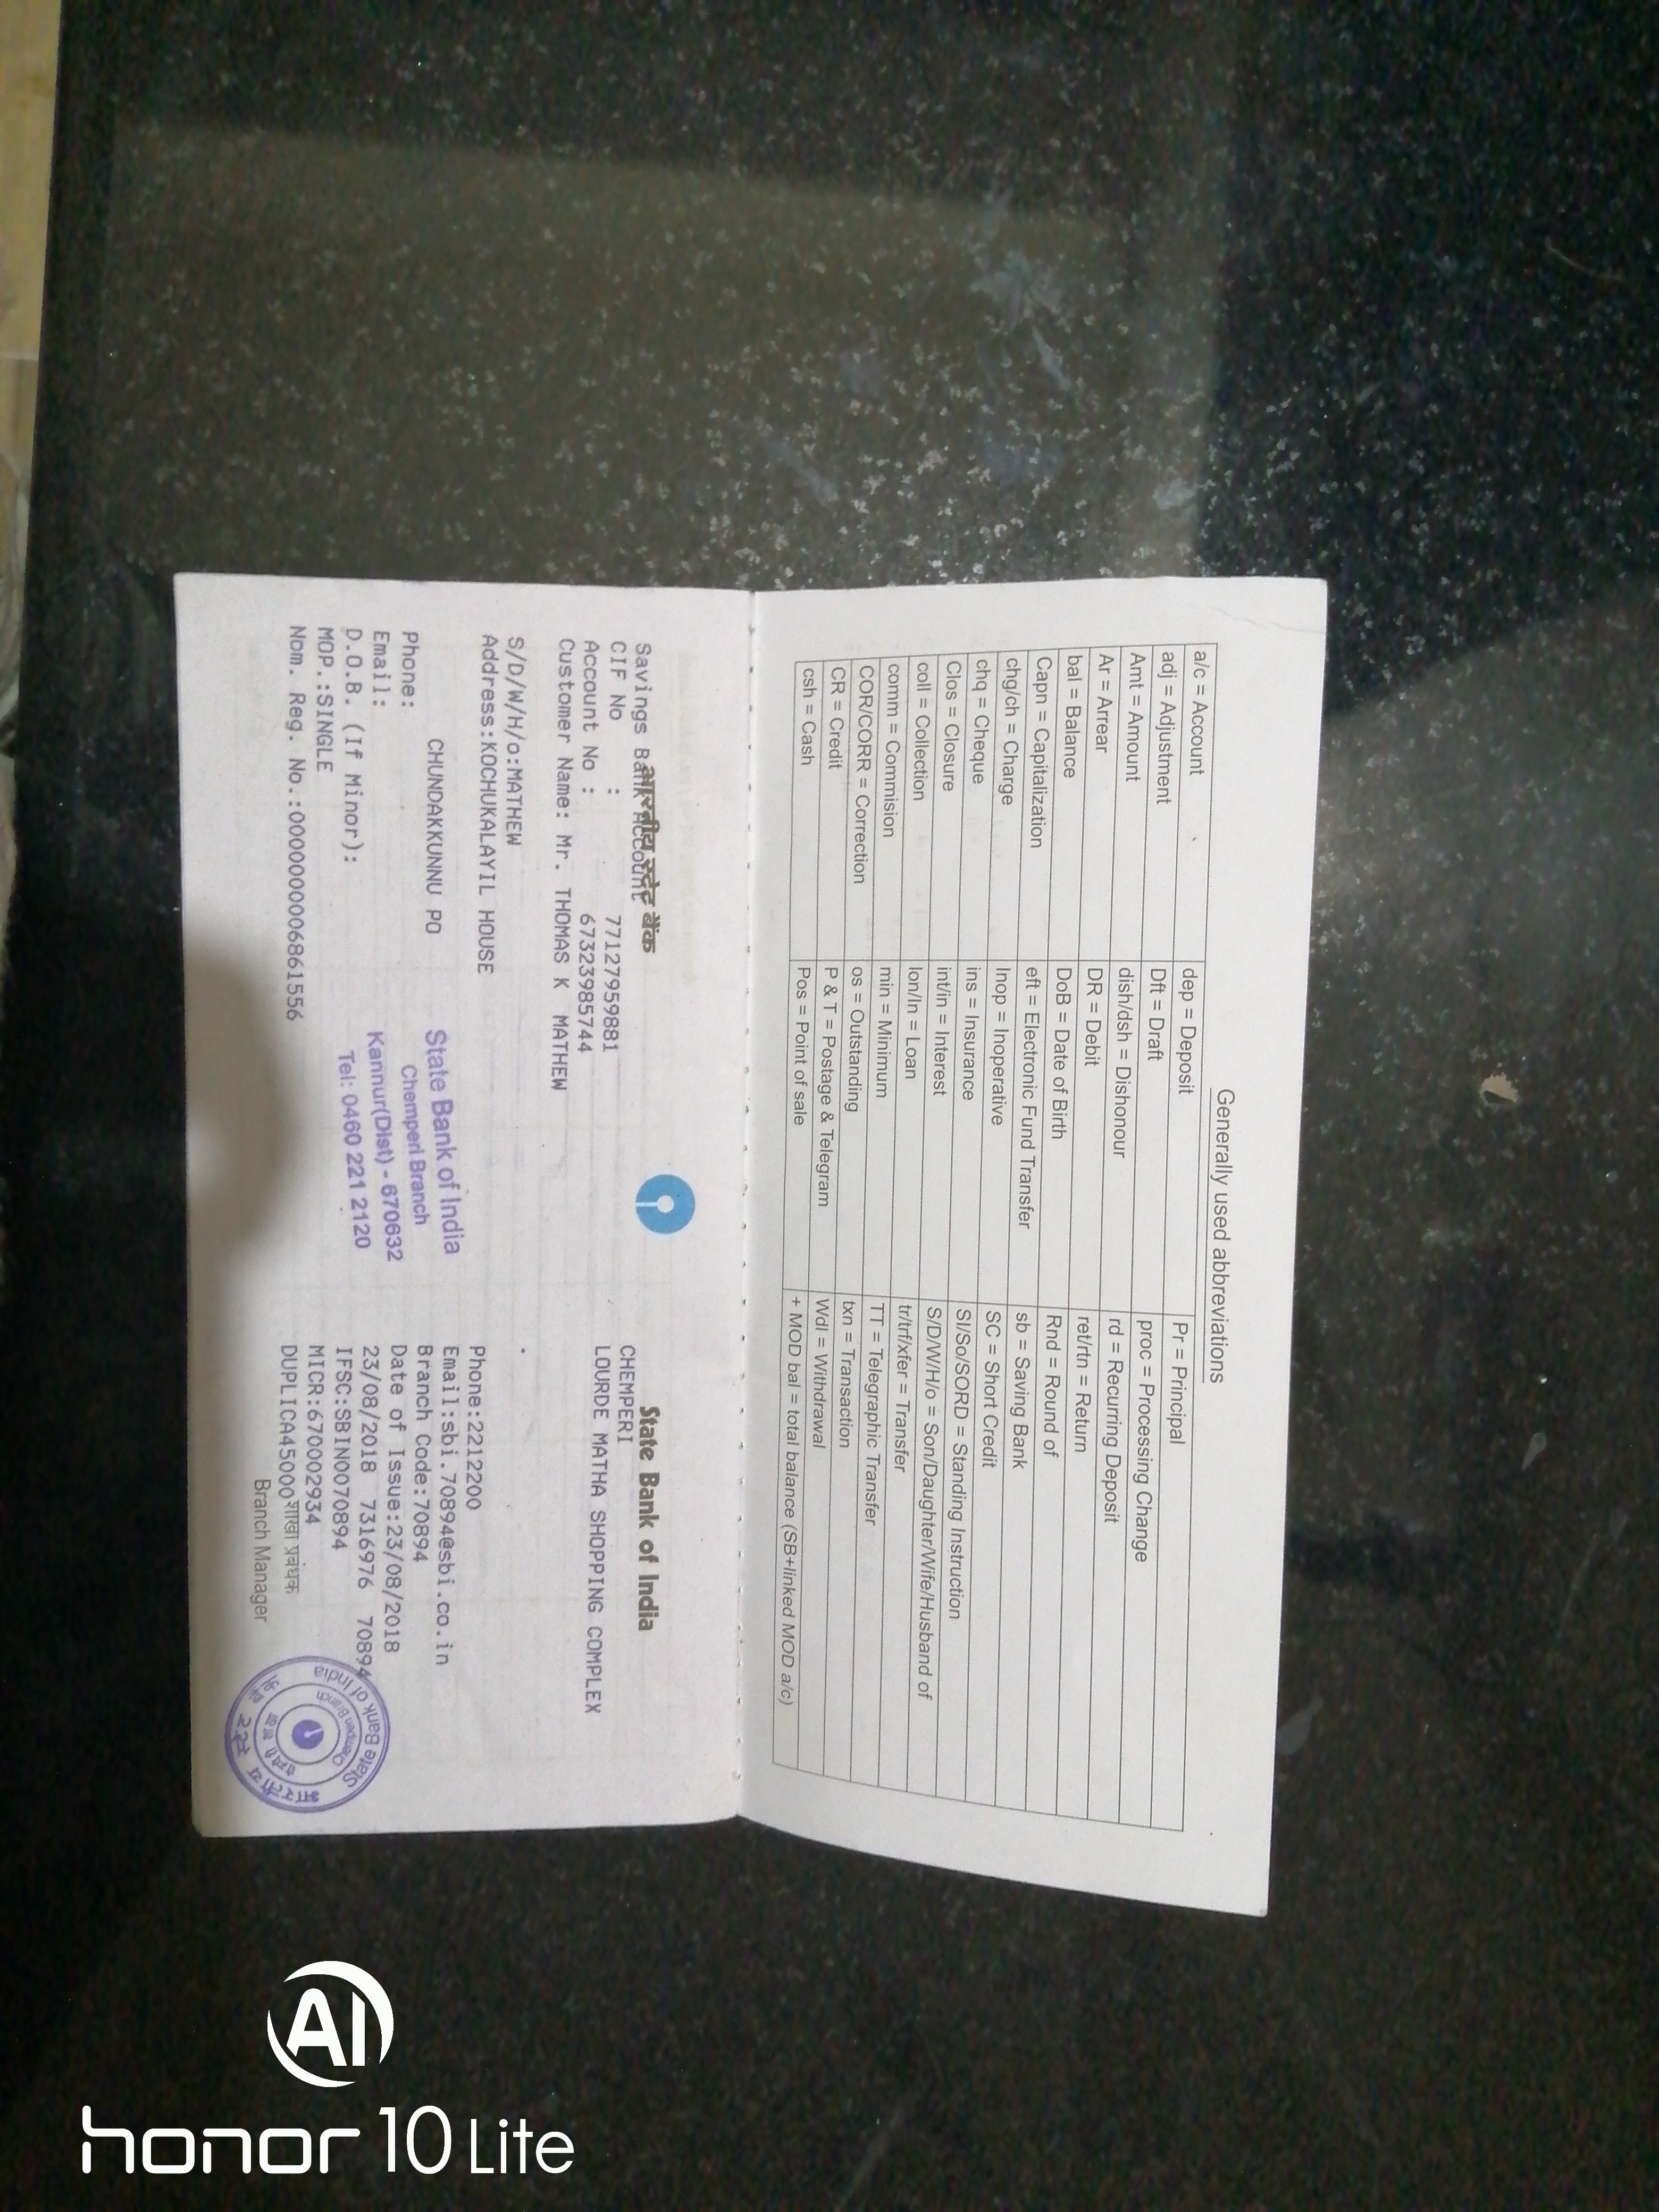 Generally used abbreviations
a/c = Account dep = Deposit Pr = Principal
adj = Adjustment Dft = Draft proc = Processing Change
Amt = Amount dish/dsh = Dishonour rd = Recurring Deposit
Ar = Arrear DR = Debit ret/rtn = Return
bal = Balance DoB = Date of Birth Rnd = Round of
Capn = Capitalization eft = Electronic Fund Transfer sb = Saving Bank
chg/ch = Charge Inop = Inoperative SC = Short Credit
chq = Cheque ins = Insurance SI/So/SORD = Standing Instruction
Clos = Closure int/in = Interest S/D/W/H/o = Son/Daughter/Wife/Husband of
coll = Collection lon/ln = Loan tr/trf/xfer = Transfer
comm = Commision min = Minimum TT = Telegraphic Transfer
COR/CORR = Correction os = Outstanding txn = Transaction
CR = Credit P & T = Postage & Telegram Wdl = Withdrawal
csh = Cash Pos = Point of sale + MOD bal = total balance (SB+linked MOD a/c)
भारतीय स्टेट बैंक State Bank of India
Savings Bank Account CHEMPERI
CIF No : 77127959881 LOURDE MATHA SHOPPING COMPLEX
Account No : 67323985744
Customer Name: Mr. THOMAS K MATHEW
S/D/W/H/o:MATHEW
Address:KOCHUKALAYIL HOUSE
CHUNDAKKUNNU PO
Phone:
Email:
D.O.B. (If Minor):
MOP.:SINGLE
Nom. Reg. No.:0000000006861556
State Bank of India
Chemperi Branch
Kannur(Dist) - 670632
Tel: 0460 221 2120
Phone:2212200
Email:sbi.70894@sbi.co.in
Branch Code:70894
Date of Issue:23/08/2018
23/08/2018 7316976 70894
IFSC:SBIN0070894
MICR:670002934
DUPLICA45000 शाखा प्रबंधक
Branch Manager
State Bank of India
AI
honor 10 Lite